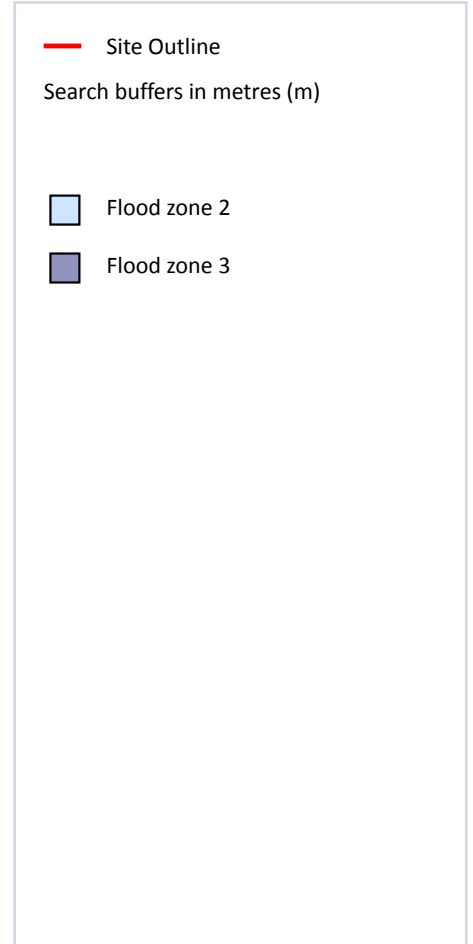 Site Outline
Search buffers in metres (m)
Flood zone 2
Flood zone 3